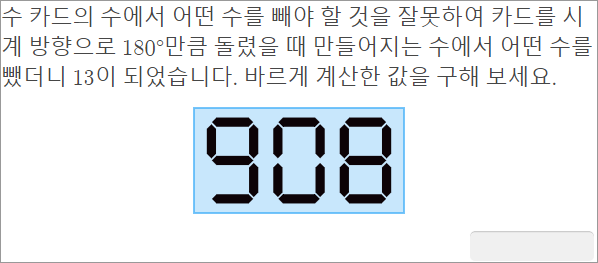 수 카드의 수에서 어떤 수를 빼야 할 것을 잘못하여 카드를 시
계 방향으로 180°만큼 돌렸을 때 만들어지는 수에서 어떤 수를
뺐더니 13이 되었습니다. 바르게 계산한 값을 구해 보세요.
908